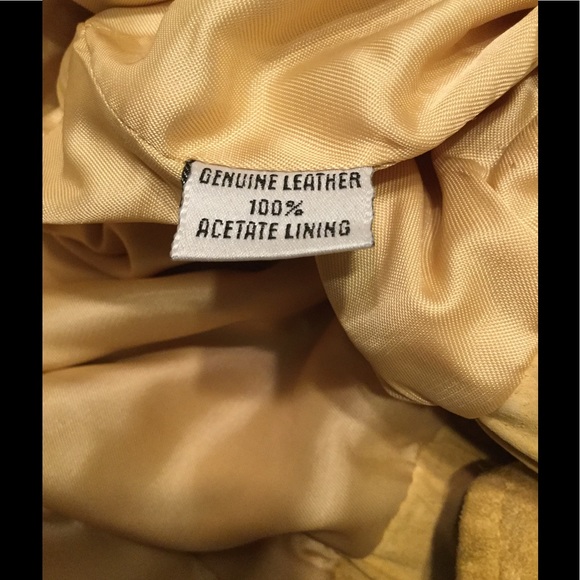 GENUINE LEATHER
100%
ACETATE LINING